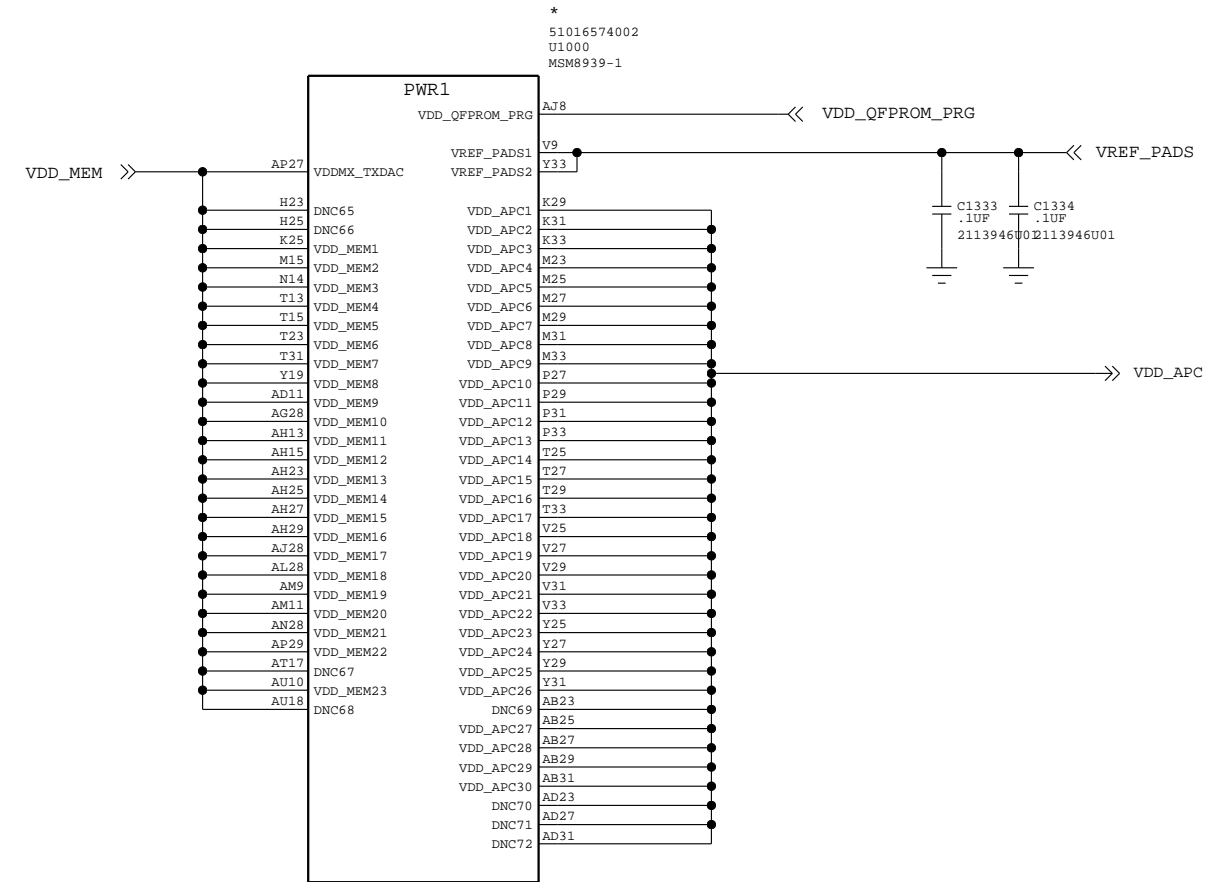 *
51016574002
U1000
MSM8939-1
PWR1
VDD_QFPROM_PRG AJ8 VDD_QFPROM_PRG
VREF_PADS1 V9 VREF_PADS
VDD_MEM AP27 VDDMX_TXDAC VREF_PADS2 Y33
H23 DNC65 VDD_APC1 K29 C1333 C1334
.1UF .1UF
H25 DNC66 VDD_APC2 K31 2113946U01 2113946U01
K25 VDD_MEM1 VDD_APC3 K33
M15 VDD_MEM2 VDD_APC4 M23
N14 VDD_MEM3 VDD_APC5 M25
T13 VDD_MEM4 VDD_APC6 M27
T15 VDD_MEM5 VDD_APC7 M29
T23 VDD_MEM6 VDD_APC8 M31
T31 VDD_MEM7 VDD_APC9 M33
VDD_APC
Y19 VDD_MEM8 VDD_APC10 P27
AD11 VDD_MEM9 VDD_APC11 P29
AG28 VDD_MEM10 VDD_APC12 P31
AH13 VDD_MEM11 VDD_APC13 P33
AH15 VDD_MEM12 VDD_APC14 T25
AH23 VDD_MEM13 VDD_APC15 T27
AH25 VDD_MEM14 VDD_APC16 T29
AH27 VDD_MEM15 VDD_APC17 T33
AH29 VDD_MEM16 VDD_APC18 V25
AJ28 VDD_MEM17 VDD_APC19 V27
AL28 VDD_MEM18 VDD_APC20 V29
AM9 VDD_MEM19 VDD_APC21 V31
AM11 VDD_MEM20 VDD_APC22 V33
AN28 VDD_MEM21 VDD_APC23 Y25
AP29 VDD_MEM22 VDD_APC24 Y27
AT17 DNC67 VDD_APC25 Y29
AU10 VDD_MEM23 VDD_APC26 Y31
AU18 DNC68 DNC69 AB23
VDD_APC27 AB25
VDD_APC28 AB27
VDD_APC29 AB29
VDD_APC30 AB31
DNC70 AD23
DNC71 AD27
DNC72 AD31